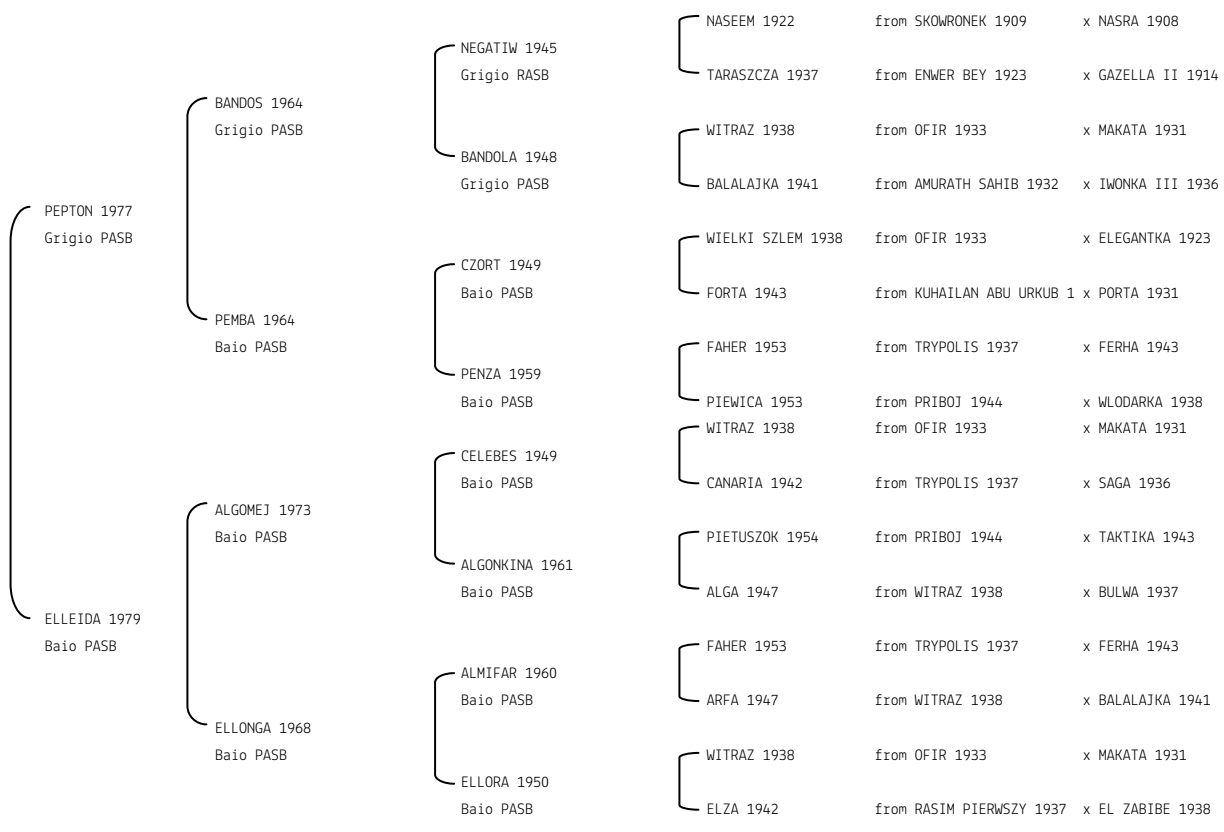 NASEEM 1922 from SKOWRONEK 1909 x NASRA 1908
NEGATIW 1945
Grigio RASB
TARASZCZA 1937 from ENWER BEY 1923 x GAZELLA II 1914
BANDOS 1964
Grigio PASB
WITRAZ 1938 from OFIR 1933 x MAKATA 1931
BANDOLA 1948
Grigio PASB
BALALAJKA 1941 from AMURATH SAHIB 1932 x IWONKA III 1936
PEPTON 1977
Grigio PASB
WIELKI SZLEM 1938 from OFIR 1933 x ELEGANTKA 1923
CZORT 1949
Baio PASB
FORTA 1943 from KUHAILAN ABU URKUB 1 x PORTA 1931
PEMBA 1964
Baio PASB
FAHER 1953 from TRYPOLIS 1937 x FERHA 1943
PENZA 1959
Baio PASB
PIEWICA 1953 from PRIBOJ 1944 x WLODARKA 1938
WITRAZ 1938 from OFIR 1933 x MAKATA 1931
CELEBES 1949
Baio PASB
CANARIA 1942 from TRYPOLIS 1937 x SAGA 1936
ALGOMEJ 1973
Baio PASB
PIETUSZOK 1954 from PRIBOJ 1944 x TAKTIKA 1943
ALGONKINA 1961
Baio PASB
ALGA 1947 from WITRAZ 1938 x BULWA 1937
ELLEIDA 1979
Baio PASB
FAHER 1953 from TRYPOLIS 1937 x FERHA 1943
ALMIFAR 1960
Baio PASB
ARFA 1947 from WITRAZ 1938 x BALALAJKA 1941
ELLONGA 1968
Baio PASB
WITRAZ 1938 from OFIR 1933 x MAKATA 1931
ELLORA 1950
Baio PASB
ELZA 1942 from RASIM PIERWSZY 1937 x EL ZABIBE 1938